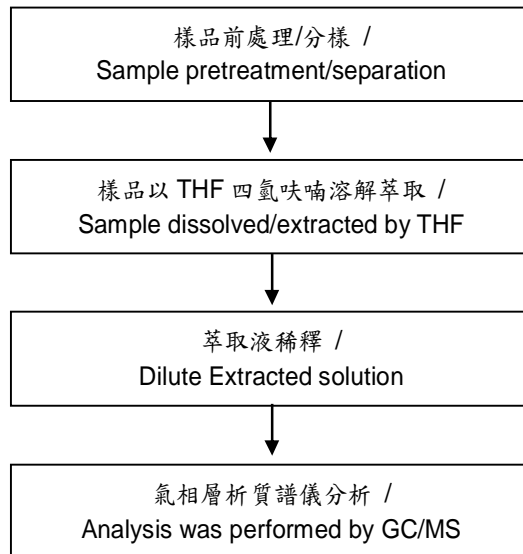 樣品前處理/分樣 /
Sample pretreatment/separation
樣品以 THF 四氫呋喃溶解萃取 /
Sample dissolved/extracted by THF
萃取液稀釋 /
Dilute Extracted solution
氣相層析質譜儀分析 /
Analysis was performed by GC/MS